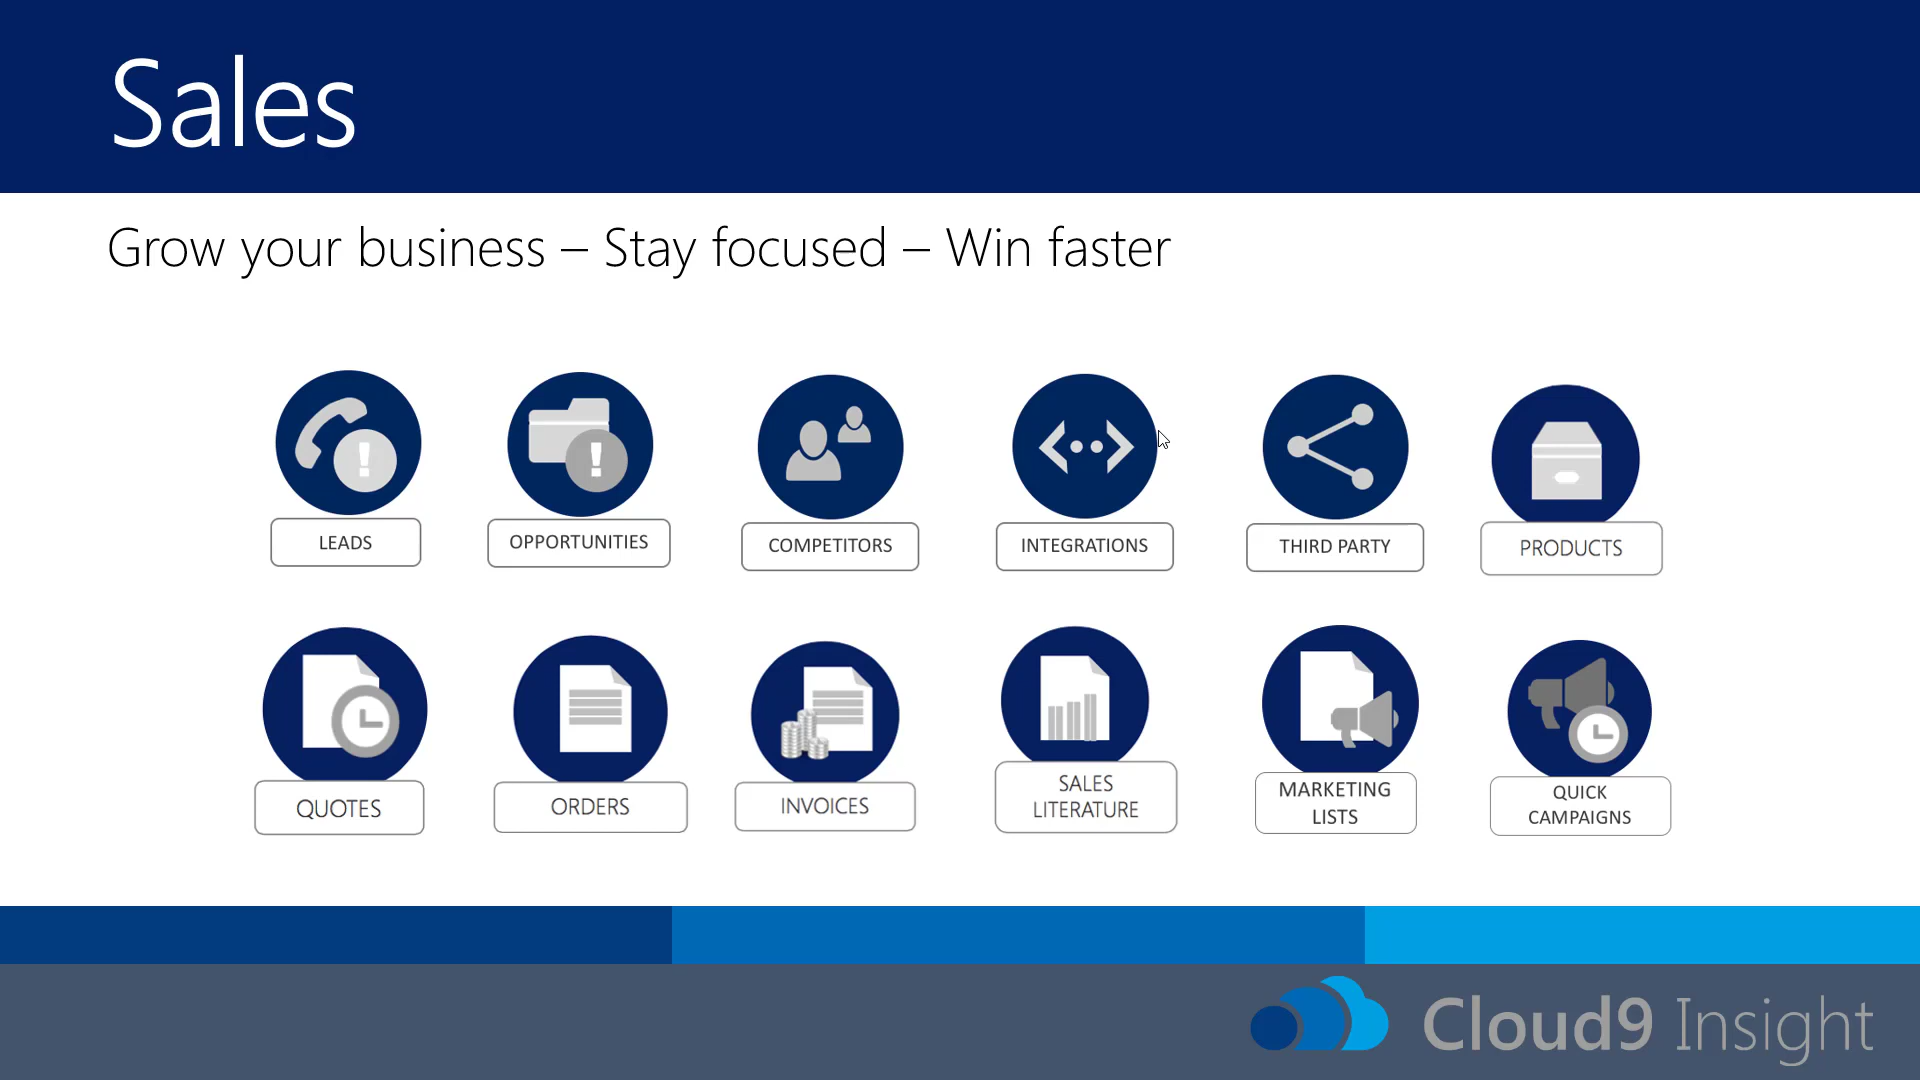 Sales
Grow your business – Stay focused – Win faster
LEADS
OPPORTUNITIES
COMPETITORS
INTEGRATIONS
THIRD PARTY
PRODUCTS
QUOTES
ORDERS
INVOICES
SALES
LITERATURE
MARKETING
LISTS
QUICK
CAMPAIGNS
Cloud9 Insight